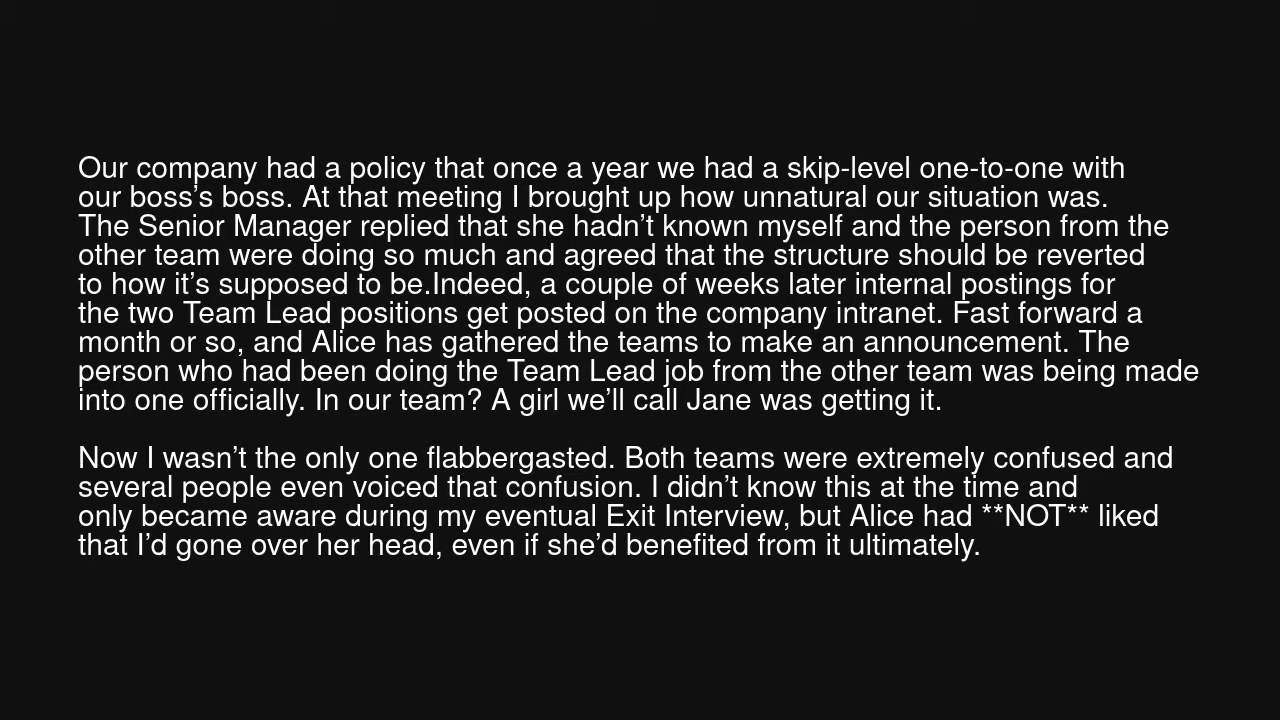 Our company had a policy that once a year we had a skip-level one-to-one with
our boss’s boss. At that meeting I brought up how unnatural our situation was.
The Senior Manager replied that she hadn’t known myself and the person from the
other team were doing so much and agreed that the structure should be reverted
to how it’s supposed to be.Indeed, a couple of weeks later internal postings for
the two Team Lead positions get posted on the company intranet. Fast forward a
month or so, and Alice has gathered the teams to make an announcement. The
person who had been doing the Team Lead job from the other team was being made
into one officially. In our team? A girl we’ll call Jane was getting it.

Now I wasn’t the only one flabbergasted. Both teams were extremely confused and
several people even voiced that confusion. I didn’t know this at the time and
only became aware during my eventual Exit Interview, but Alice had **NOT** liked
that I’d gone over her head, even if she’d benefited from it ultimately.